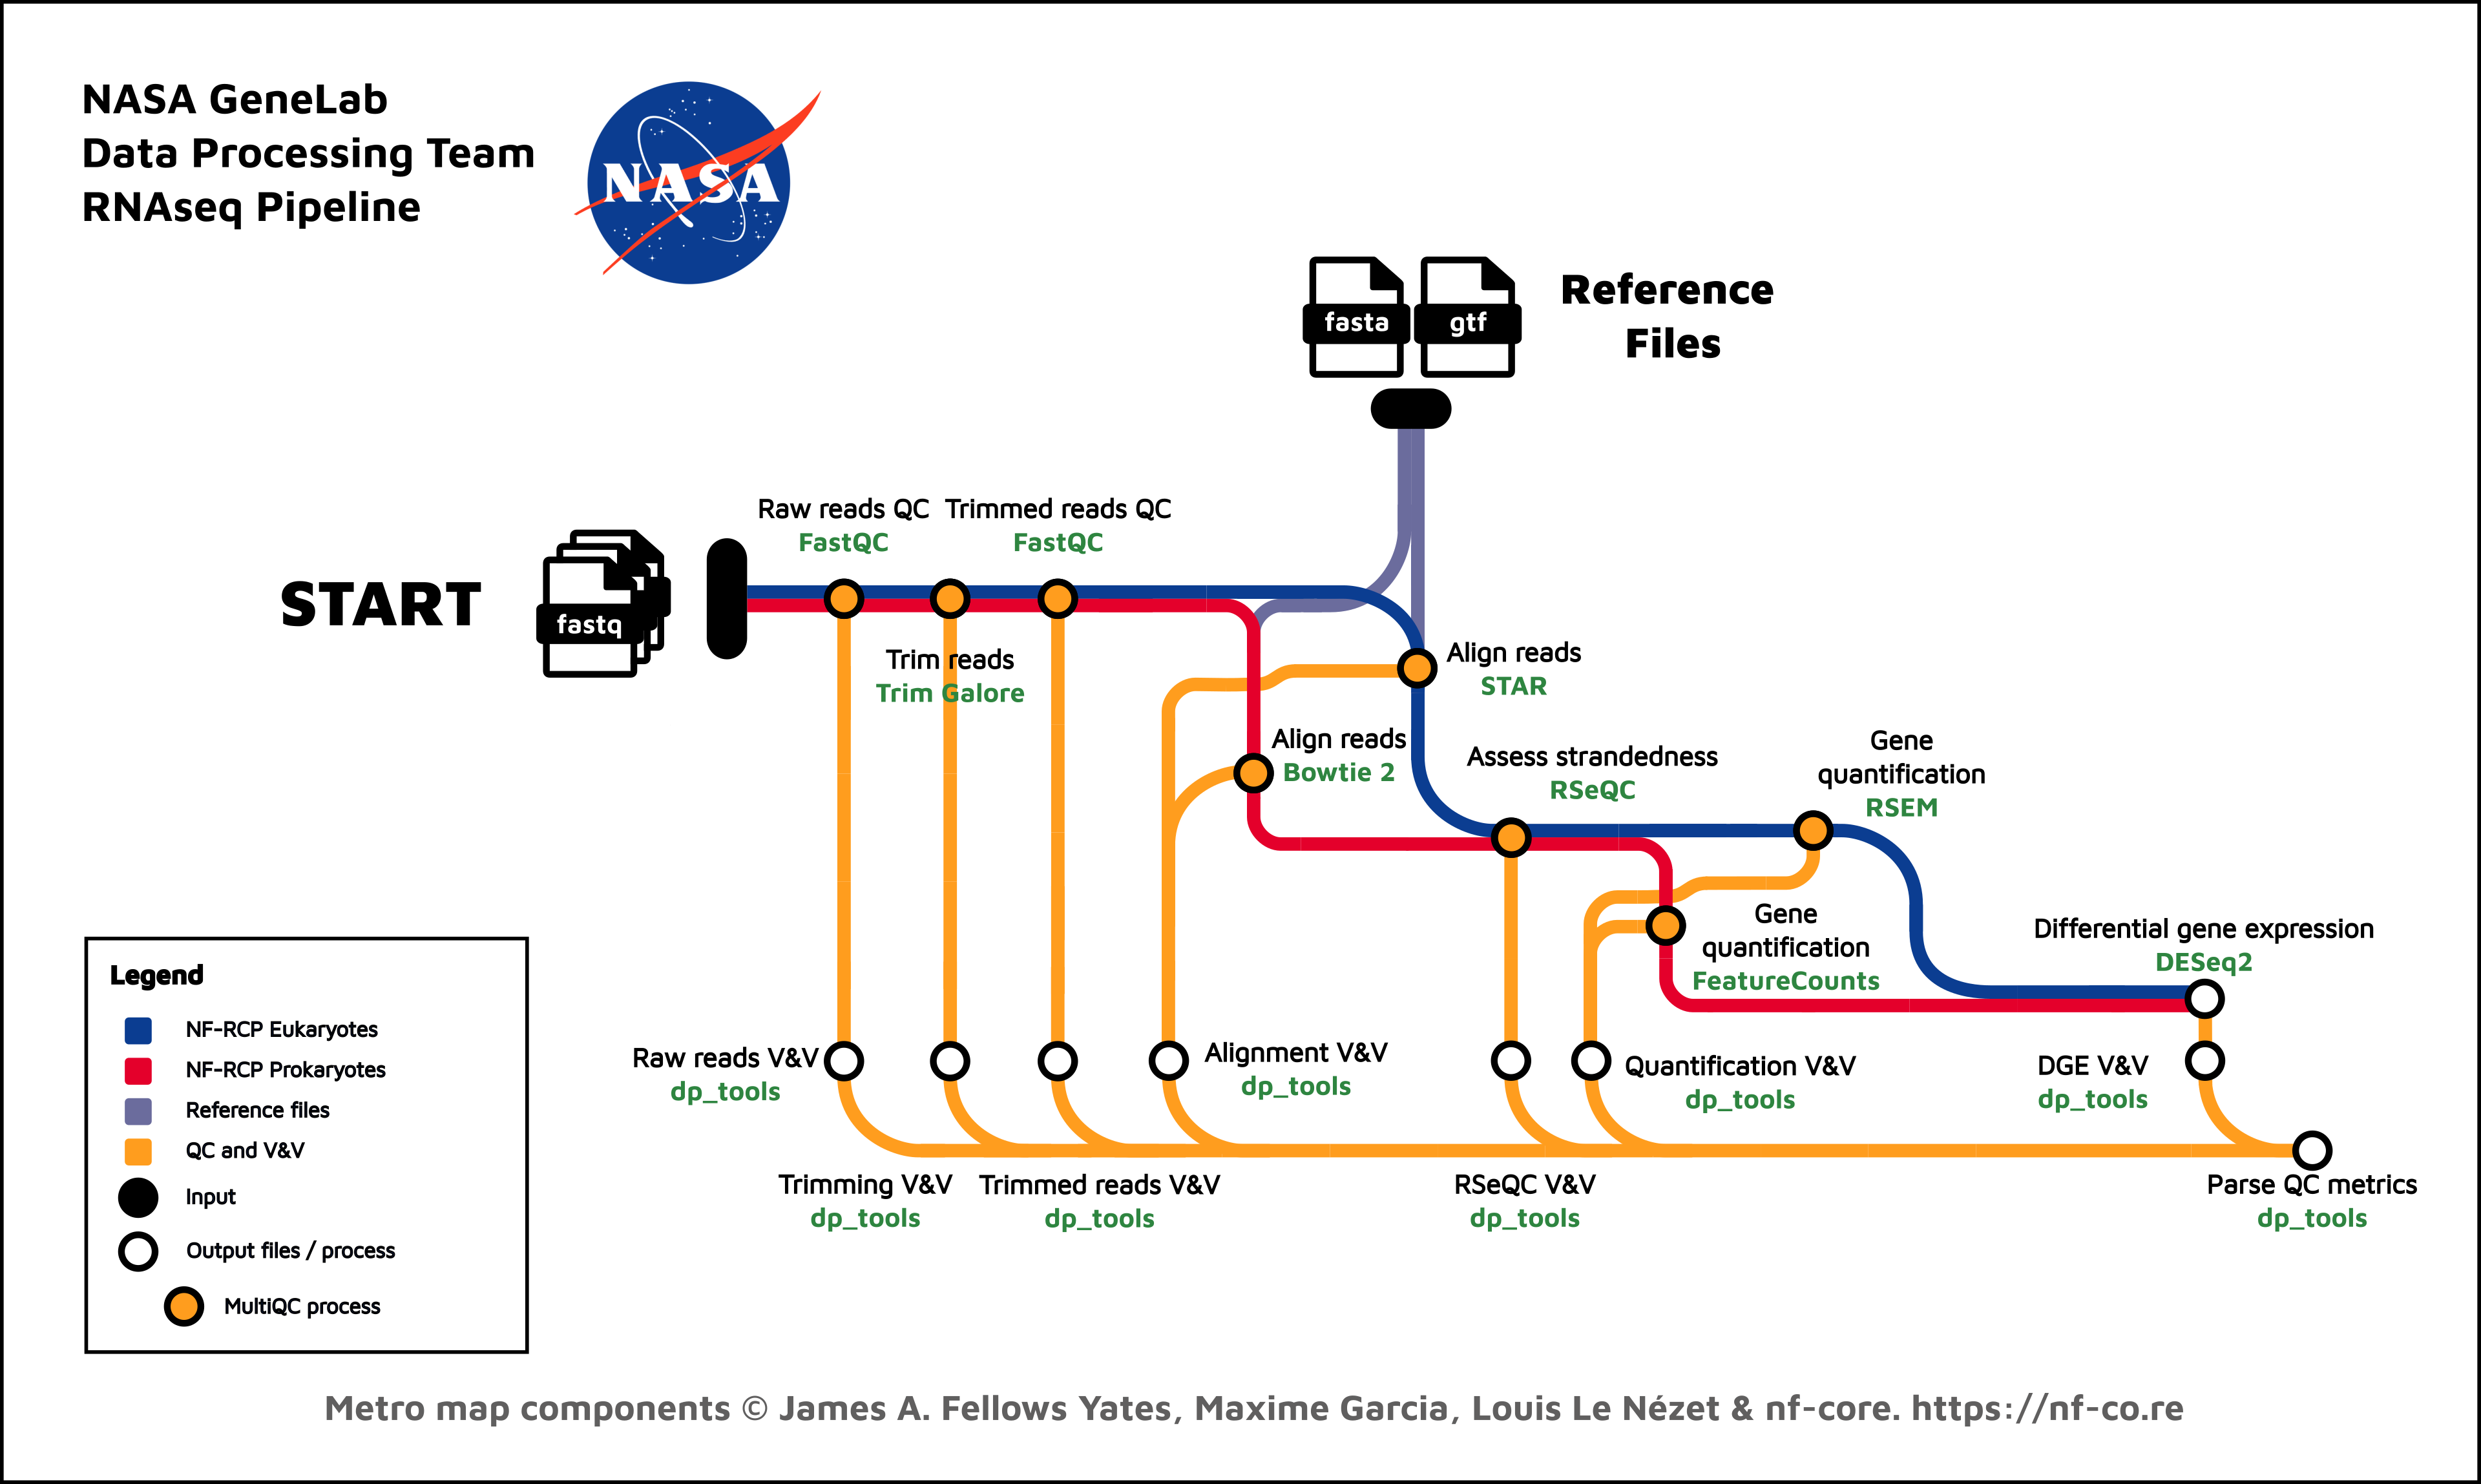 NASA GeneLab
Data Processing Team
RNAseq Pipeline
NASA
fasta
gtf
Reference
Files
START
fastq
Raw reads QC
FastQC
Trimmed reads QC
FastQC
Trim reads
Trim Galore
Align reads
STAR
Align reads
Bowtie 2
Assess strandedness
RSeQC
Gene
quantification
RSEM
Gene
quantification
FeatureCounts
Differential gene expression
DESeq2
Raw reads V&V
dp_tools
Alignment V&V
dp_tools
Quantification V&V
dp_tools
DGE V&V
dp_tools
Trimming V&V
dp_tools
Trimmed reads V&V
dp_tools
RSeQC V&V
dp_tools
Parse QC metrics
dp_tools
Legend
NF-RCP Eukaryotes
NF-RCP Prokaryotes
Reference files
QC and V&V
Input
Output files / process
MultiQC process
Metro map components © James A. Fellows Yates, Maxime Garcia, Louis Le Nézet & nf-core. https://nf-co.re